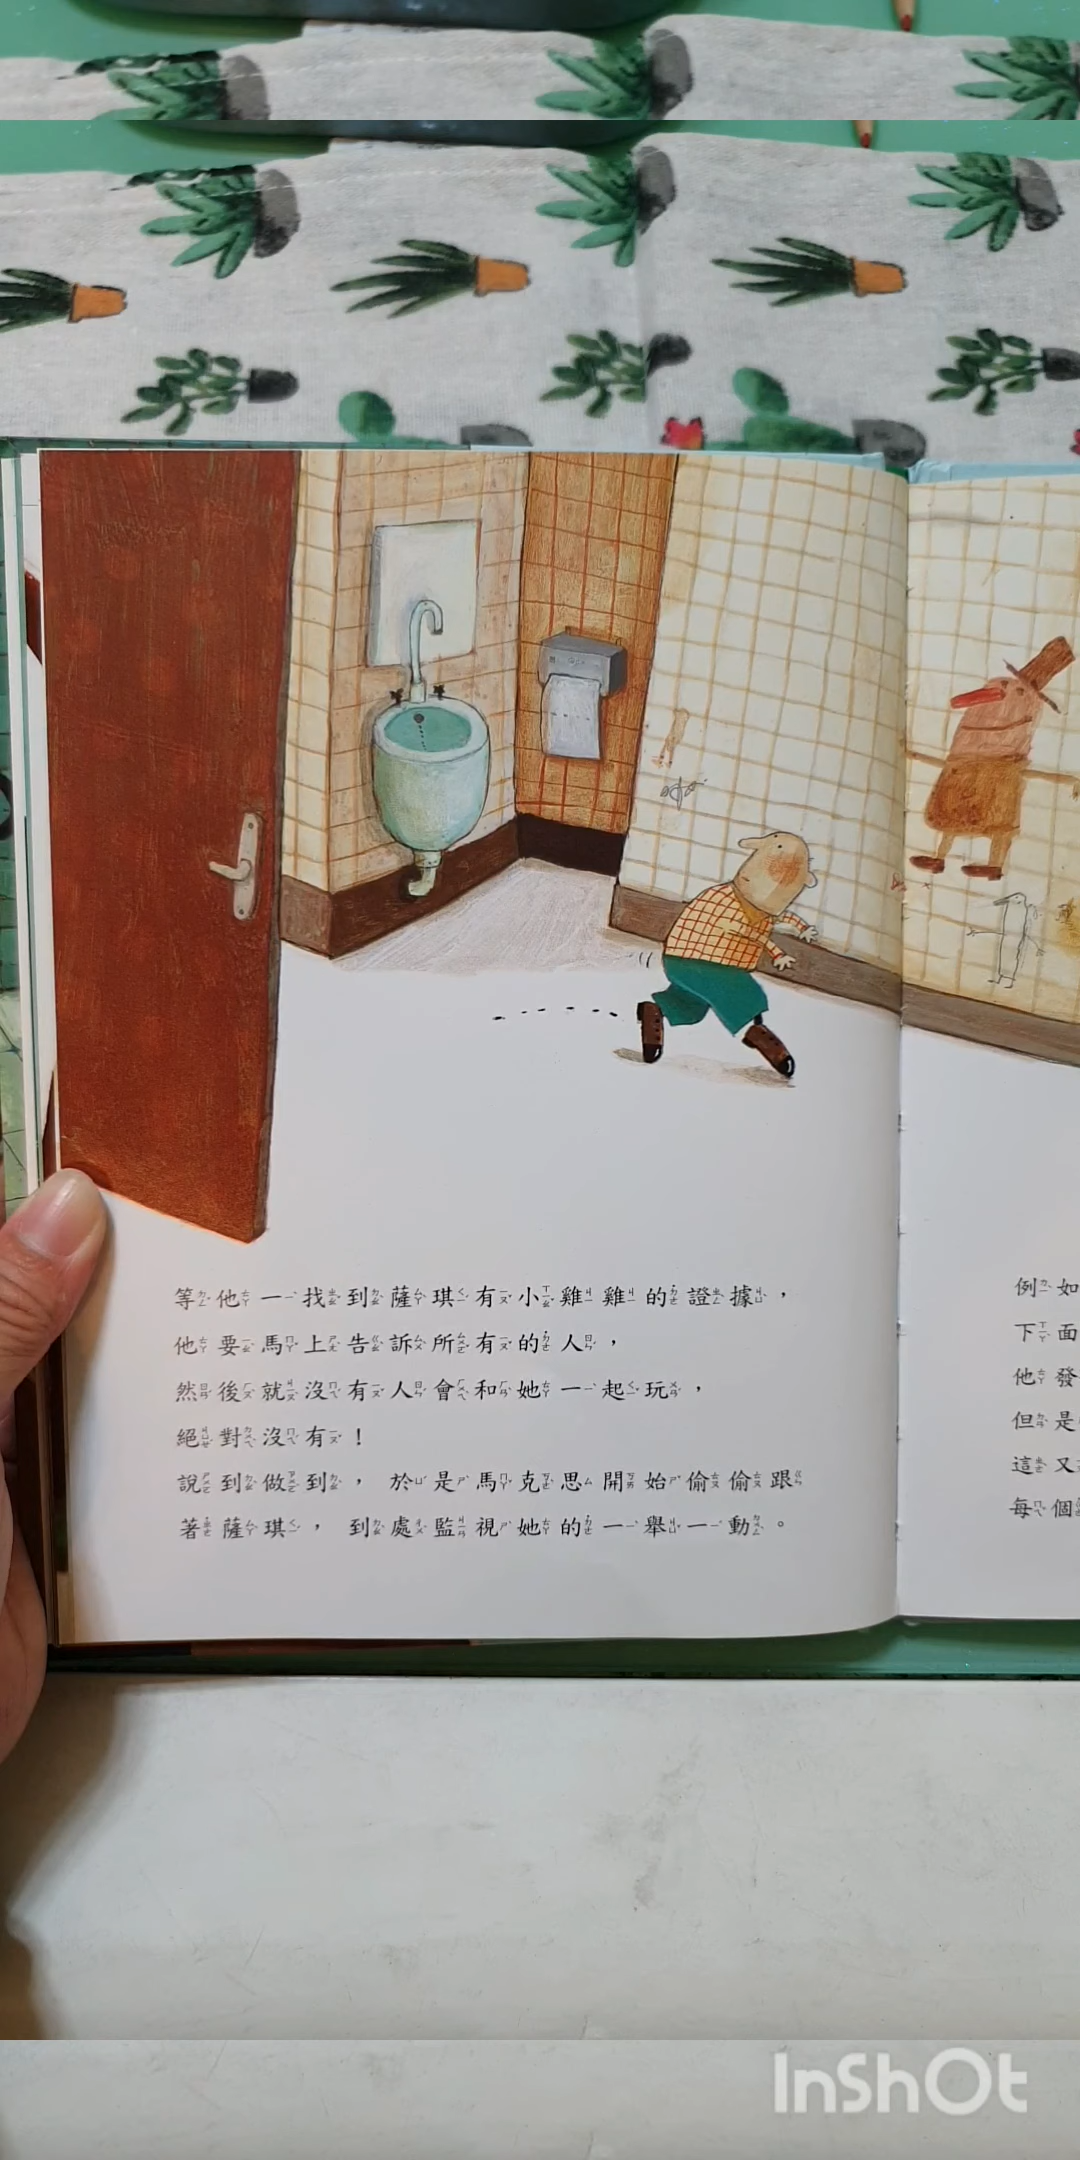 等他一找到薩琪有小雞雞的證據，
他要馬上告訴所有的人，
然後就沒有人會和她一起玩，
絕對沒有！
說到做到，於是馬克思開始偷偷跟
著薩琪，到處監視她的一舉一動。
例如
下面
他發
但是
這又
每個
InShOt